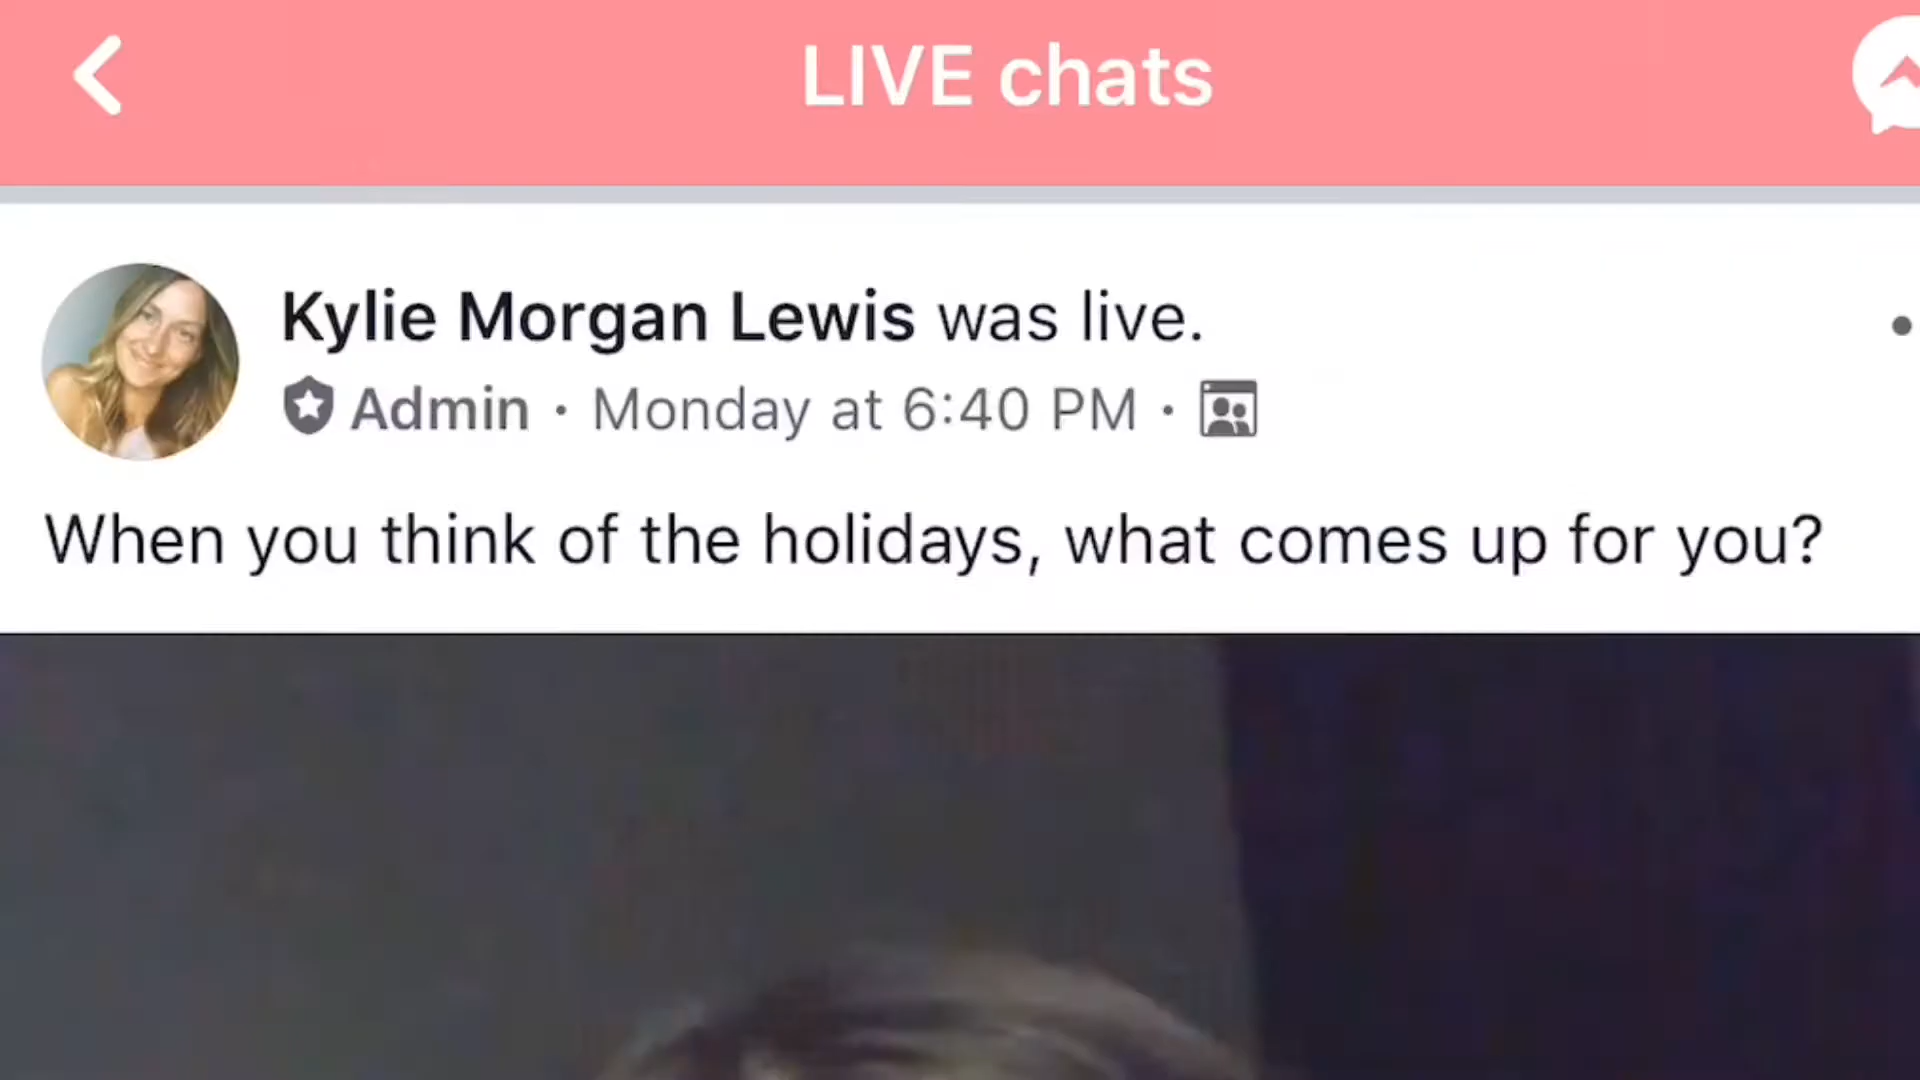 LIVE chats
Kylie Morgan Lewis was live.
Admin · Monday at 6:40 PM ·
When you think of the holidays, what comes up for you?